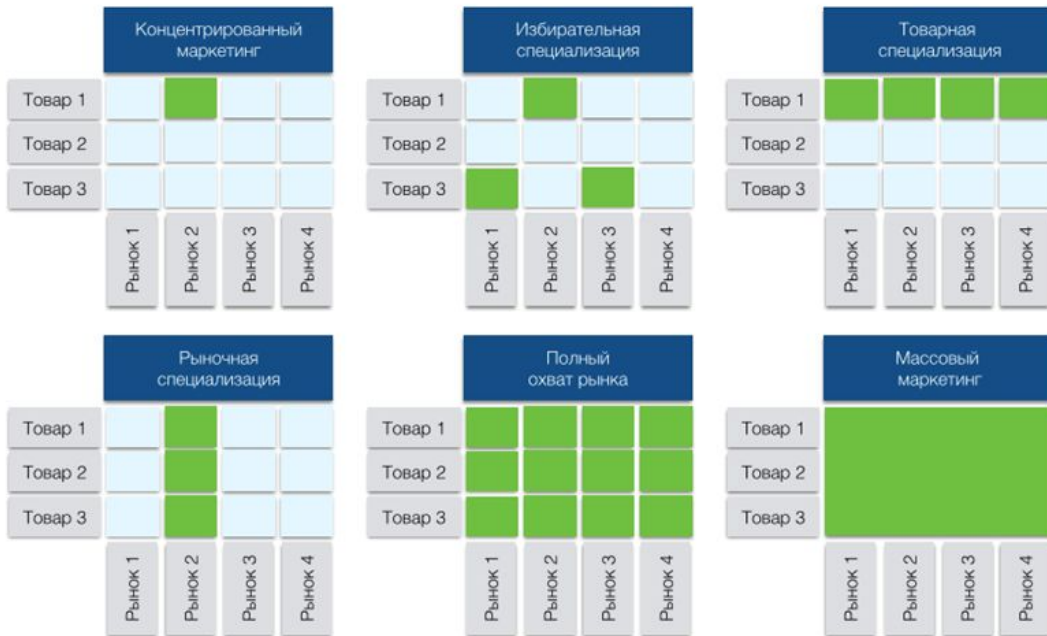 Концентрированный
маркетинг
Товар 1
Товар 2
Товар 3
Рынок 1
Рынок 2
Рынок 3
Рынок 4
Избирательная
специализация
Товар 1
Товар 2
Товар 3
Рынок 1
Рынок 2
Рынок 3
Рынок 4
Товарная
специализация
Товар 1
Товар 2
Товар 3
Рынок 1
Рынок 2
Рынок 3
Рынок 4
Рыночная
специализация
Товар 1
Товар 2
Товар 3
Рынок 1
Рынок 2
Рынок 3
Рынок 4
Полный
охват рынка
Товар 1
Товар 2
Товар 3
Рынок 1
Рынок 2
Рынок 3
Рынок 4
Массовый
маркетинг
Товар 1
Товар 2
Товар 3
Рынок 1
Рынок 2
Рынок 3
Рынок 4